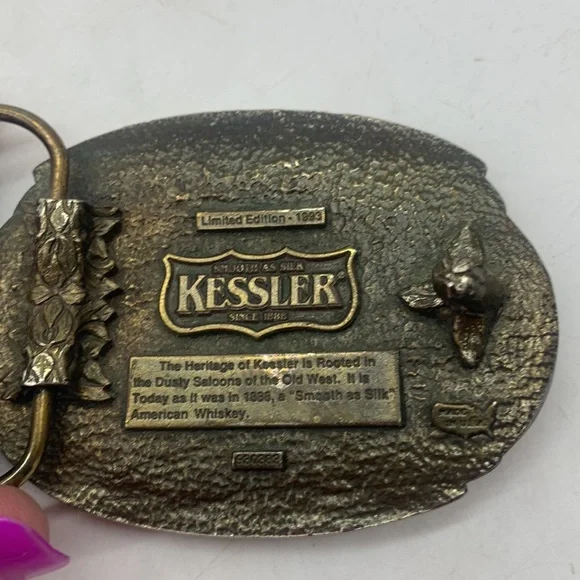 Limited Edition - 1993
SMOOTH AS SILK
KESSLER®
SINCE 1888
The Heritage of Kessler is Rooted in
the Dusty Saloons of the Old West. It is
Today as it was in 1888, a "Smooth as Silk"
American Whiskey.